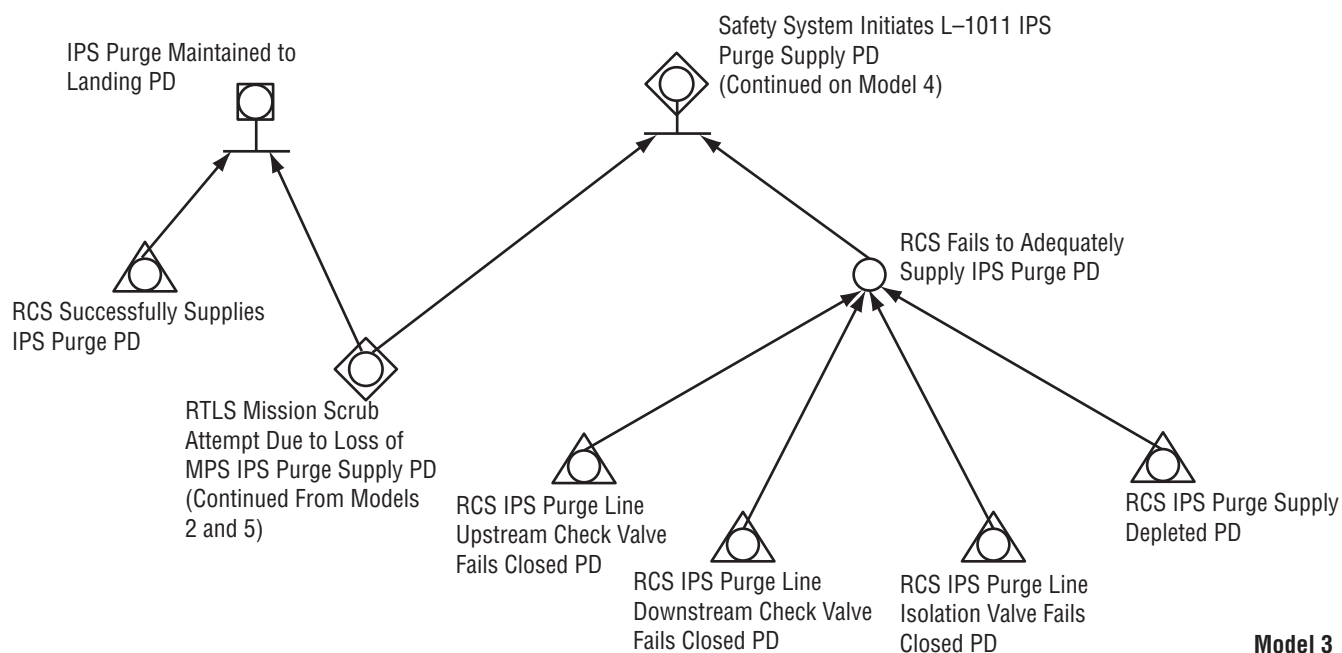 IPS Purge Maintained to
Landing PD
Safety System Initiates L–1011 IPS
Purge Supply PD
(Continued on Model 4)
RCS Successfully Supplies
IPS Purge PD
RTLS Mission Scrub
Attempt Due to Loss of
MPS IPS Purge Supply PD
(Continued From Models
2 and 5)
RCS Fails to Adequately
Supply IPS Purge PD
RCS IPS Purge Line
Upstream Check Valve
Fails Closed PD
RCS IPS Purge Line
Downstream Check Valve
Fails Closed PD
RCS IPS Purge Line
Isolation Valve Fails
Closed PD
RCS IPS Purge Supply
Depleted PD
Model 3